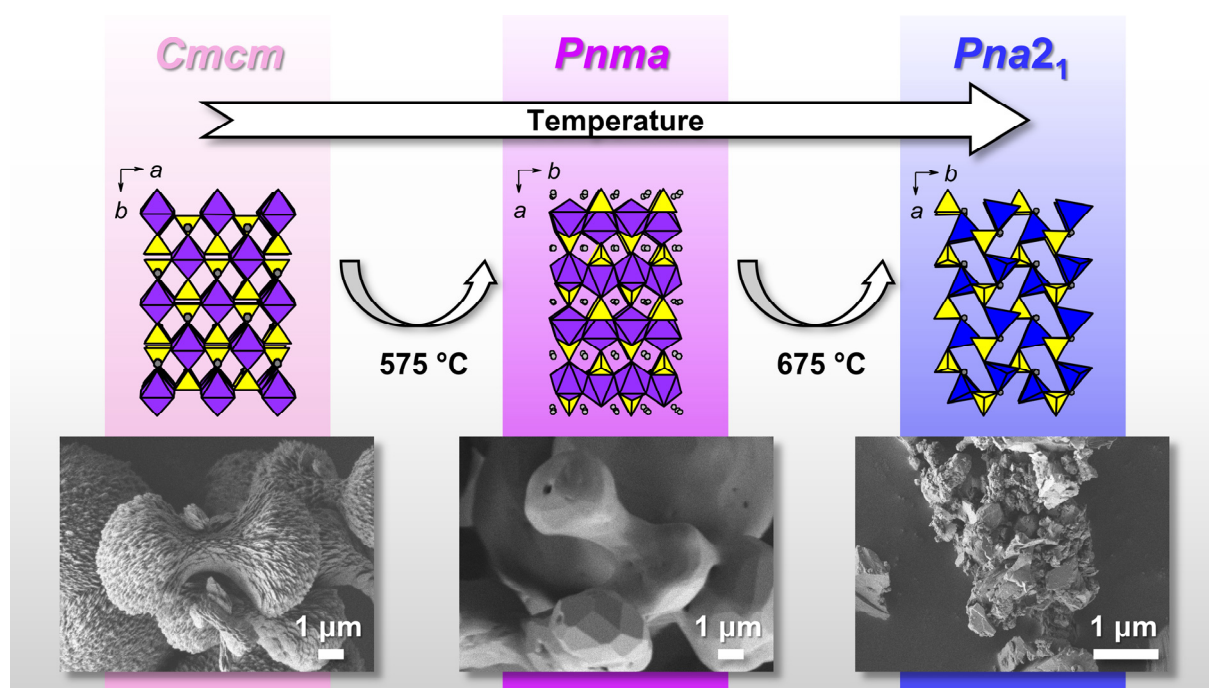 Cmcm
Pnma
Pna2₁
Temperature
a
b
b
a
b
a
575 °C
675 °C
1 µm
1 µm
1 µm